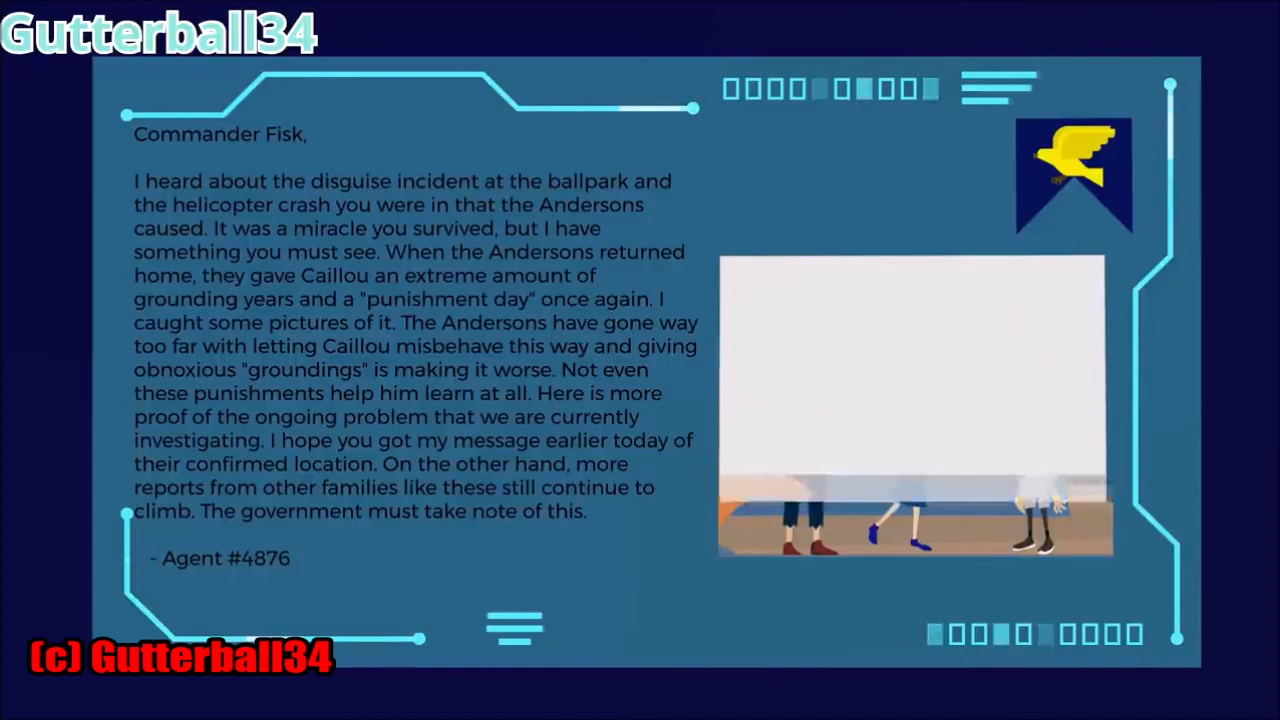 Gutterball34
Commander Fisk,
I heard about the disguise incident at the ballpark and
the helicopter crash you were in that the Andersons
caused. It was a miracle you survived, but I have
something you must see. When the Andersons returned
home, they gave Caillou an extreme amount of
grounding years and a "punishment day" once again. I
caught some pictures of it. The Andersons have gone way
too far with letting Caillou misbehave this way and giving
obnoxious "groundings" is making it worse. Not even
these punishments help him learn at all. Here is more
proof of the ongoing problem that we are currently
investigating. I hope you got my message earlier today of
their confirmed location. On the other hand, more
reports from other families like these still continue to
climb. The government must take note of this.
- Agent #4876
(c) Gutterball34